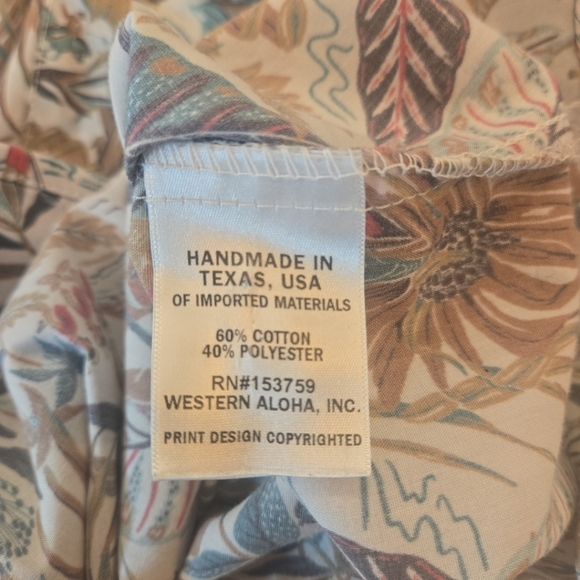 HANDMADE IN
TEXAS, USA
OF IMPORTED MATERIALS
60% COTTON
40% POLYESTER
RN#153759
WESTERN ALOHA, INC.
PRINT DESIGN COPYRIGHTED